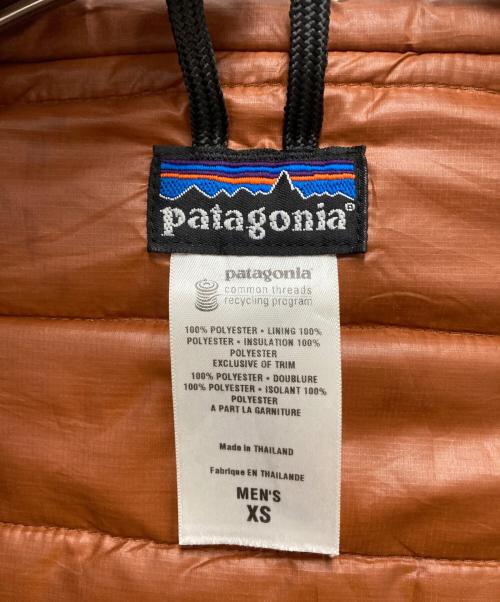 patagonia®
patagonia®
common threads
recycling program
100% POLYESTER • LINING 100%
POLYESTER • INSULATION 100%
POLYESTER
EXCLUSIVE OF TRIM
100% POLYESTER • DOUBLURE
100% POLYESTER • ISOLANT 100%
POLYESTER
A PART LA GARNITURE
Made in THAILAND
Fabrique EN THAILANDE
MEN'S
XS